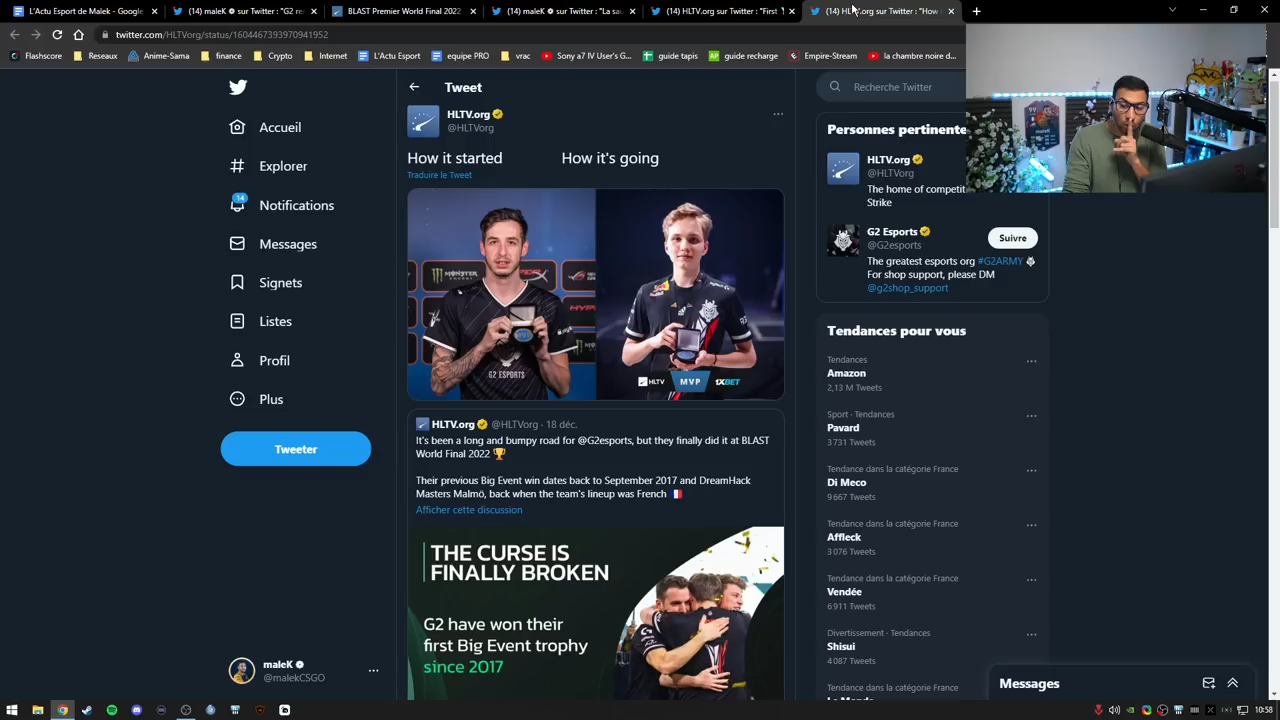 L'Actu Esport de Malek - Google
(14) maleK sur Twitter : "G2 re
BLAST Premier World Final 2022
(14) maleK sur Twitter : "La sau
(14) HLTV.org sur Twitter : "First
(14) HLTV.org sur Twitter : "
twitter.com/HLTVorg/status/1604467393970941952
Flashscore
Reseaux
Anime-Sama
finance
Crypto
Internet
L'Actu Esport
equipe PRO
vrac
Sony a7 IV User's G...
guide tapis
guide recharge
Empire-Stream
la chambre noire d...
Accueil
Explorer
14
Notifications
Messages
Signets
Listes
Profil
Plus
Tweeter
maleK
@malekCSGO
Tweet
HLTV.org
@HLTVorg
How it started How it's going
Traduire le Tweet
MONSTER
HYPERX
G2 ESPORTS
HLTV MVP 1XBET
HLTV.org @HLTVorg · 18 déc.
It's been a long and bumpy road for @G2esports, but they finally did it at BLAST
World Final 2022 🏆
Their previous Big Event win dates back to September 2017 and DreamHack
Masters Malmö, back when the team's lineup was French 🇫🇷
Afficher cette discussion
THE CURSE IS
FINALLY BROKEN
G2 have won their
first Big Event trophy
since 2017
Recherche Twitter
Personnes pertinente
HLTV.org
@HLTVorg
The home of competit
Strike
G2 Esports
@G2esports
Suivre
The greatest esports org #G2ARMY
For shop support, please DM
@g2shop_support
Tendances pour vous
Tendances
Amazon
2,13 M Tweets
Sport · Tendances
Pavard
3 731 Tweets
Tendance dans la catégorie France
Di Meco
9 667 Tweets
Tendance dans la catégorie France
Affleck
3 076 Tweets
Tendance dans la catégorie France
Vendée
6 911 Tweets
Divertissement · Tendances
Shisui
4 087 Tweets
Tendance dans la catégorie France
Le Monde
Messages
10:58